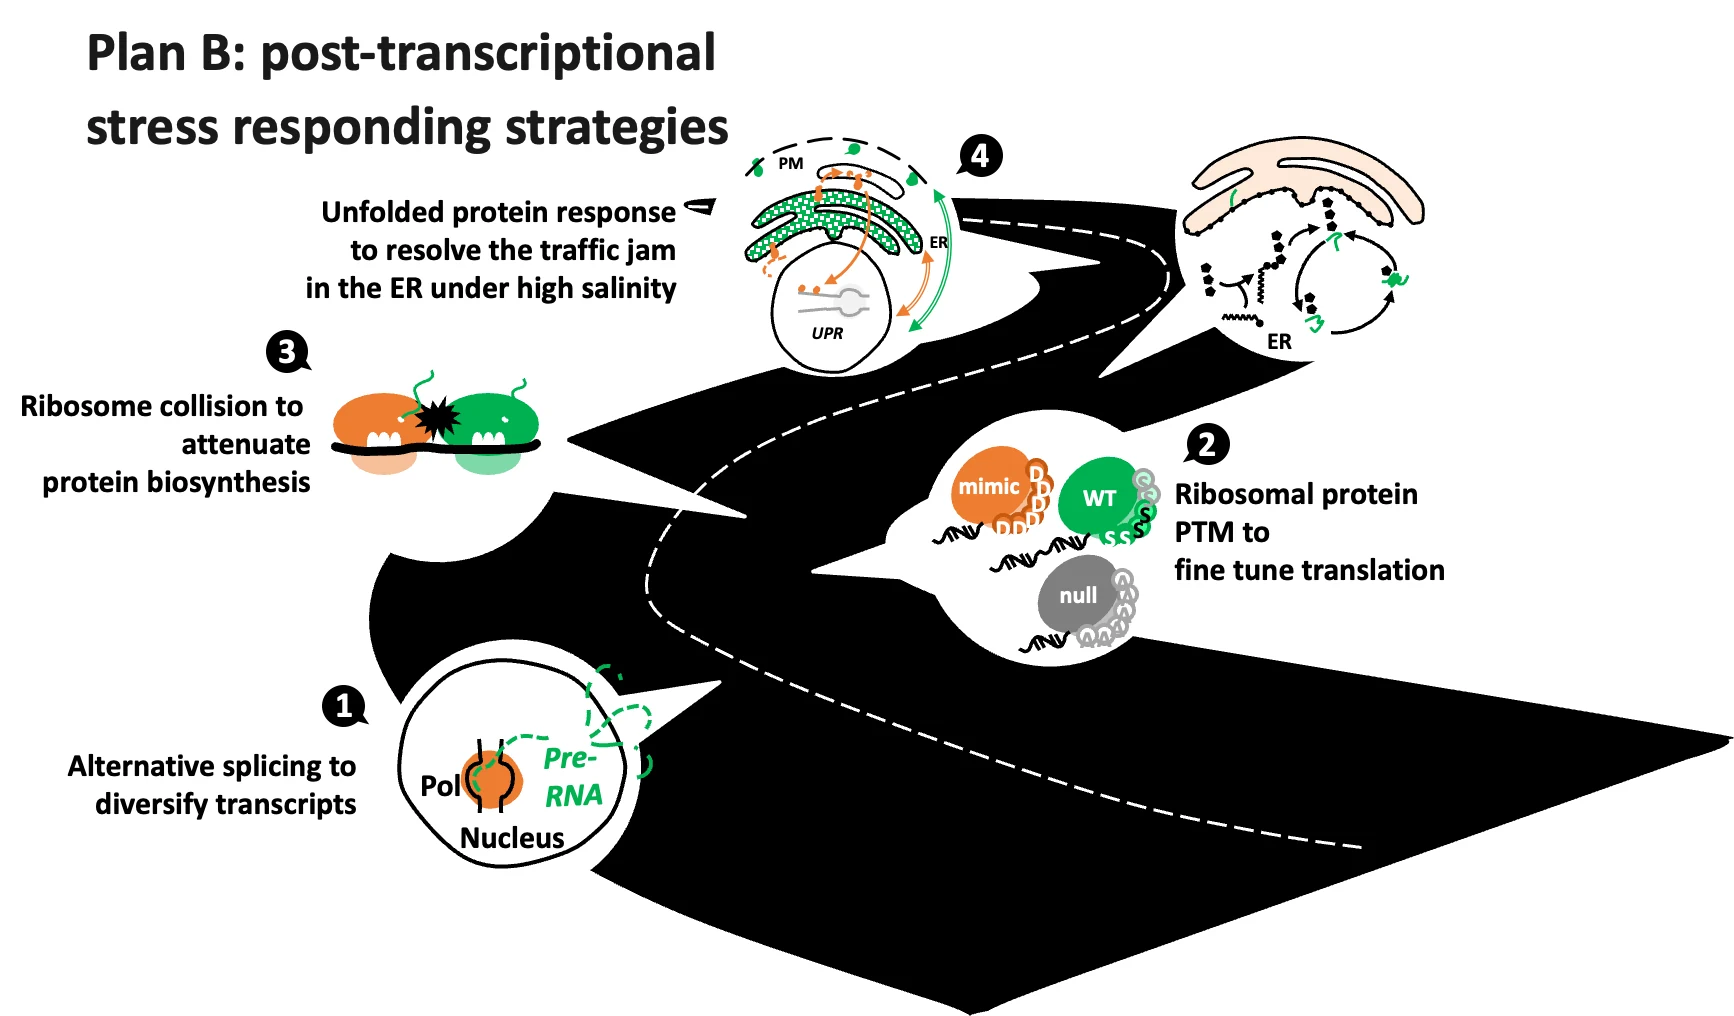 Plan B: post-transcriptional
stress responding strategies
4
PM
ER
UPR
Unfolded protein response
to resolve the traffic jam
in the ER under high salinity
ER
3
Ribosome collision to
attenuate
protein biosynthesis
2
mimic
D
D
D
D
D
D
WT
S
S
S
S
S
S
null
A
A
A
A
A
A
Ribosomal protein
PTM to
fine tune translation
1
Alternative splicing to
diversify transcripts
Pol
Pre-
RNA
Nucleus